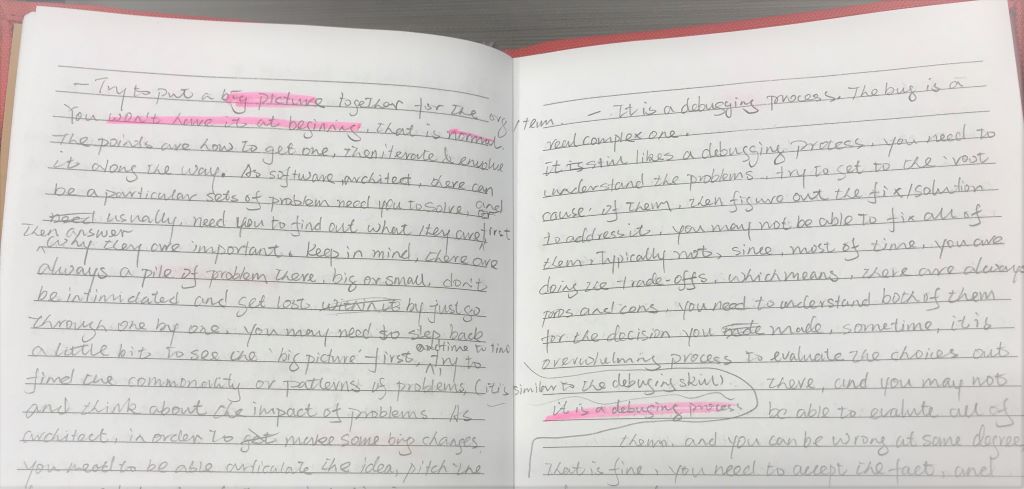 - Try to put a big picture together for the org/team.
You won't have it at beginning, that is normal.
The poinds are how to get one, then iterate & envolve
it along the way. As software architect, there can
be a particular sets of problem need you to solve, and
need usually, need you to find out what they are first
Then answer
why they are important. Keep in mind, there are
always a pile of problem there, big or small, don't
be intimidated and get lost within it by just go
through one by one, you may need to step back
and time to find
a little bit to see the 'big picture' first, try to
find the commonality or patterns of problems, (it is similar to the debuging skill)
and think about the impact of problems. As
architect, in order to get make some big changes
you need to be able articulate the idea, pitch the
- It is a debugging process. The bug is a
real complex one.
It is still likes a debugging process, you need to
understand the problems, try to get to the root
cause of them, then figure out the fix/solution
to address it, you may not be able to fix all of
them, typically not, since, most of time, you are
doing the trade-offs, which means, there are always
pros and cons, you need to understand both of them
for the decision you made, sometime, it is
overwhelming process to evaluate the choices out
there, and you may not
it is a debuging process
be able to evalute all of
them. and you can be wrong at some degree
That is fine, you need to accept the fact, and